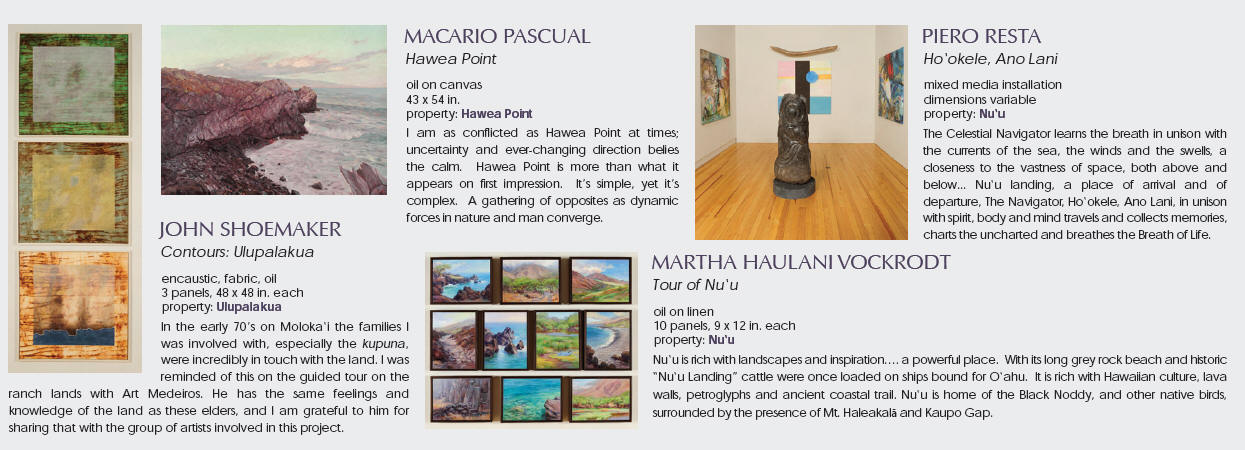 MACARIO PASCUAL
Hawea Point
oil on canvas
43 x 54 in.
property: Hawea Point
I am as conflicted as Hawea Point at times;
uncertainty and ever-changing direction belies
the calm. Hawea Point is more than what it
appears on first impression. It's simple, yet it's
complex. A gathering of opposites as dynamic
forces in nature and man converge.
PIERO RESTA
Ho'okele, Ano Lani
mixed media installation
dimensions variable
property: Nu'u
The Celestial Navigator learns the breath in unison with
the currents of the sea, the winds and the swells, a
closeness to the vastness of space, both above and
below... Nu'u landing, a place of arrival and of
departure, The Navigator, Ho'okele, Ano Lani, in unison
with spirit, body and mind travels and collects memories,
charts the uncharted and breathes the Breath of Life.
JOHN SHOEMAKER
Contours: Ulupalakua
encaustic, fabric, oil
3 panels, 48 x 48 in. each
property: Ulupalakua
In the early 70's on Moloka'i the families I
was involved with, especially the kupuna,
were incredibly in touch with the land. I was
reminded of this on the guided tour on the
ranch lands with Art Medeiros. He has the same feelings and
knowledge of the land as these elders, and I am grateful to him for
sharing that with the group of artists involved in this project.
MARTHA HAULANI VOCKRODT
Tour of Nu'u
oil on linen
10 panels, 9 x 12 in. each
property: Nu'u
Nu'u is rich with landscapes and inspiration.... a powerful place. With its long grey rock beach and historic
"Nu'u Landing" cattle were once loaded on ships bound for O'ahu. It is rich with Hawaiian culture, lava
walls, petroglyphs and ancient coastal trail. Nu'u is home of the Black Noddy, and other native birds,
surrounded by the presence of Mt. Haleakalā and Kaupo Gap.